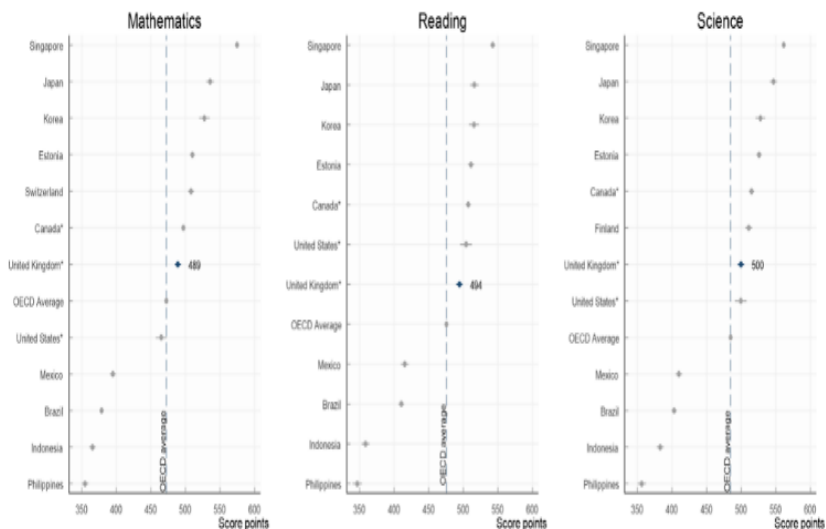 Mathematics
Singapore
Japan
Korea
Estonia
Switzerland
Canada*
United Kingdom*
489
OECD Average
United States*
Mexico
Brazil
Indonesia
Philippines
OECD average
350 400 450 500 550 600
Score points
Reading
Singapore
Japan
Korea
Estonia
Canada*
United States*
United Kingdom*
494
OECD Average
Mexico
Brazil
Indonesia
Philippines
OECD average
350 400 450 500 550 600
Score points
Science
Singapore
Japan
Korea
Estonia
Canada*
Finland
United Kingdom*
500
United States*
OECD Average
Mexico
Brazil
Indonesia
Philippines
OECD average
350 400 450 500 550 600
Score points